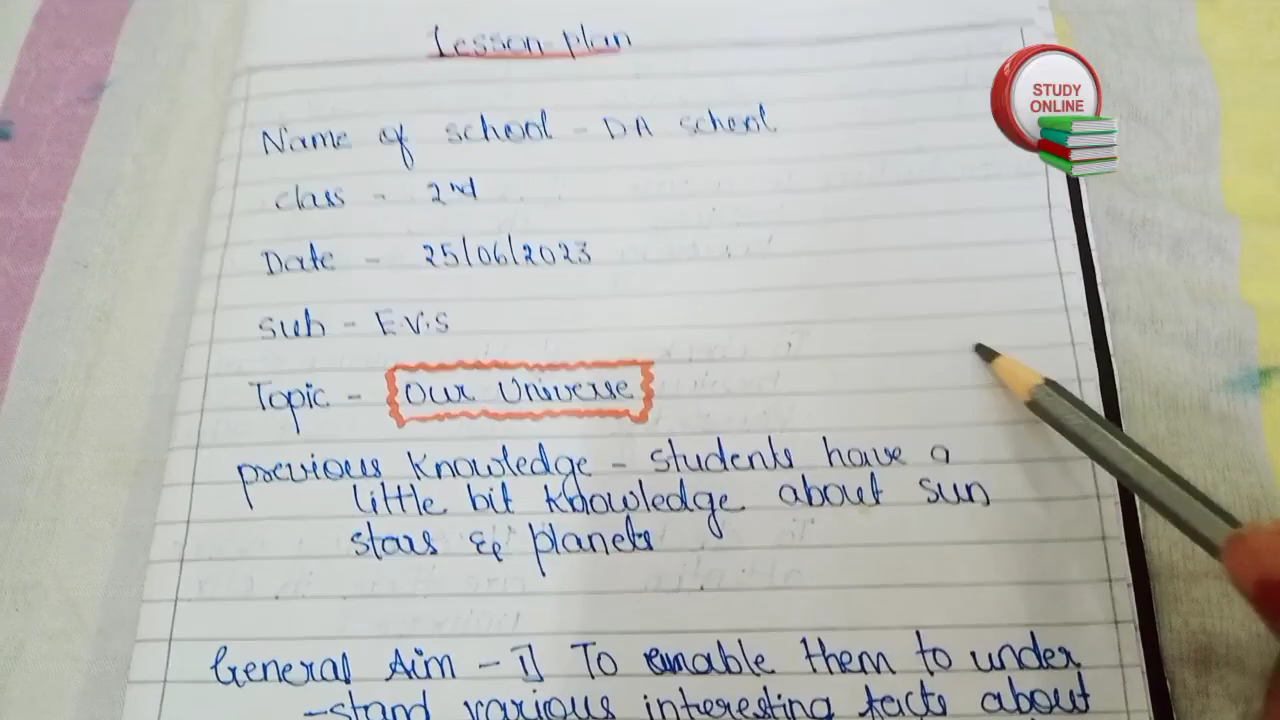 Lesson plan
STUDY
ONLINE
Name of school - DA school
class - 2nd
Date - 25/06/2023
Sub - E.V.S
Topic - Our Universe
previous Knowledge - students have a
little bit knowledge about sun
stars & planets
General Aim - 1] To enable them to under
-stand various interesting facts about